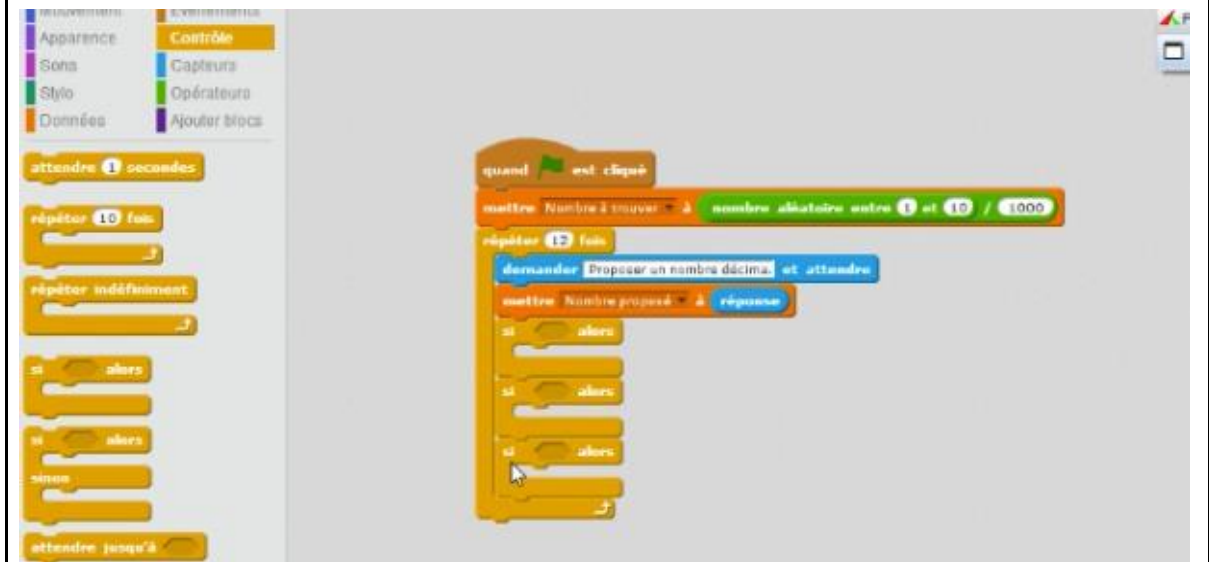 Mouvement Evènements
Apparence Contrôle
Sons Capteurs
Stylo Opérateurs
Données Ajouter blocs
attendre 1 secondes
répéter 10 fois
répéter indéfiniment
si alors
si alors
sinon
attendre jusqu'à
quand est cliqué
mettre Nombre à trouver à nombre aléatoire entre 1 et 10 / 1000
répéter 12 fois
demander Proposer un nombre décima. et attendre
mettre Nombre proposé à réponse
si alors
si alors
si alors